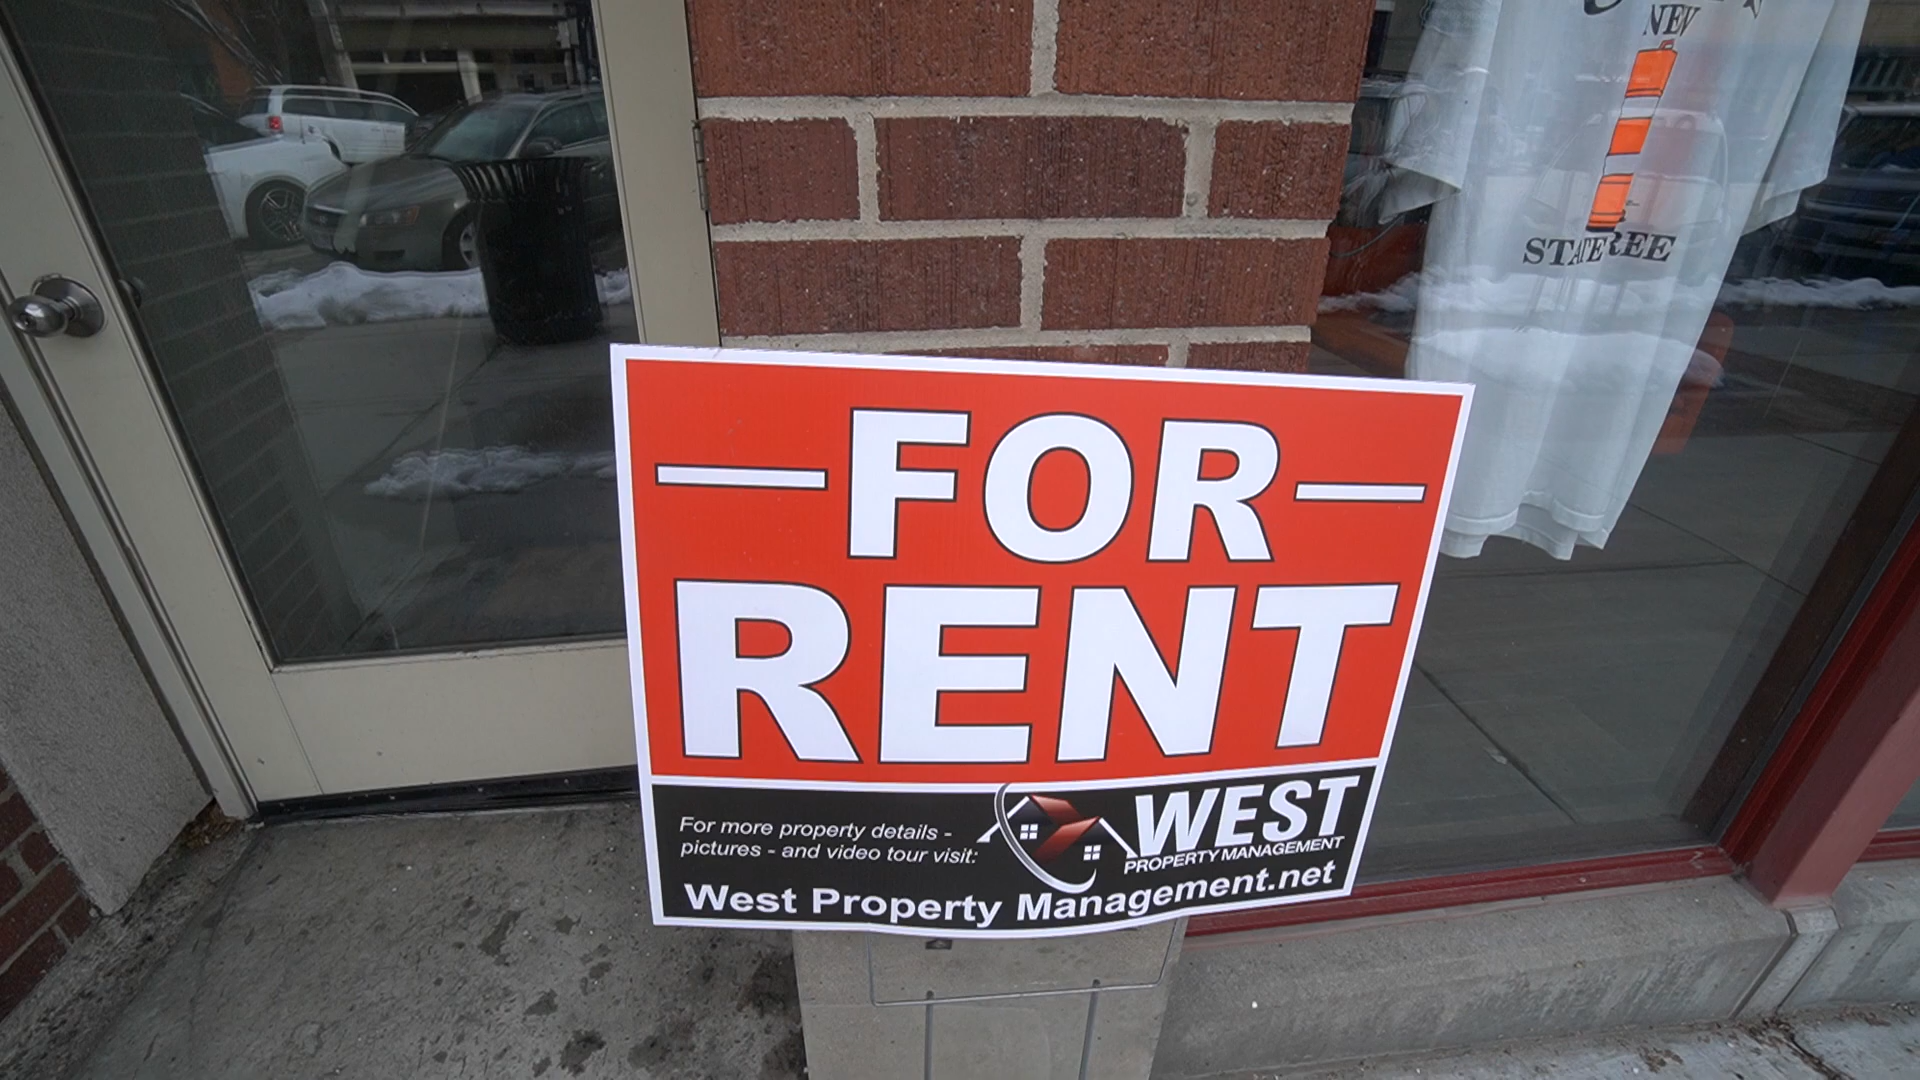 NEW
STATE TREE
FOR
RENT
For more property details -
pictures - and video tour visit:
WEST
PROPERTY MANAGEMENT
West Property Management.net